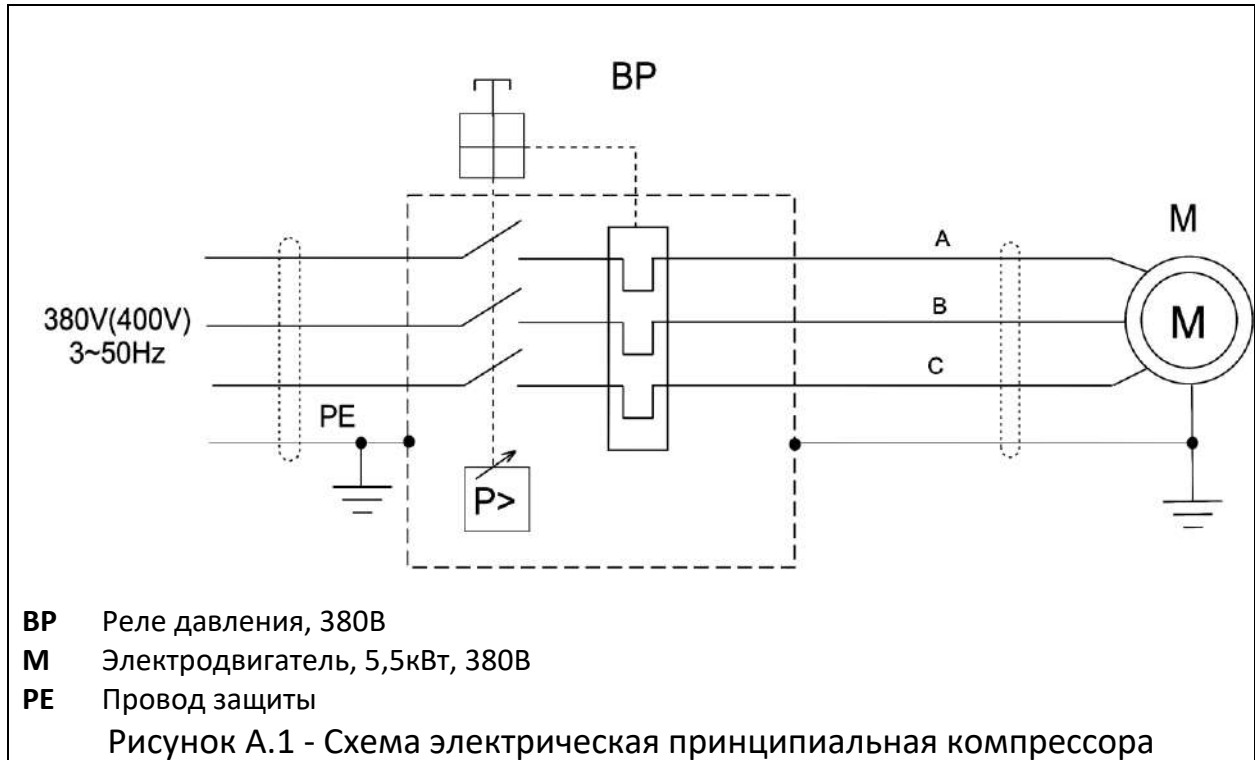 BP
M
A
380V(400V)
3~50Hz
B
M
C
PE
P>
BP Реле давления, 380В
М Электродвигатель, 5,5кВт, 380В
PE Провод защиты
Рисунок А.1 - Схема электрическая принципиальная компрессора